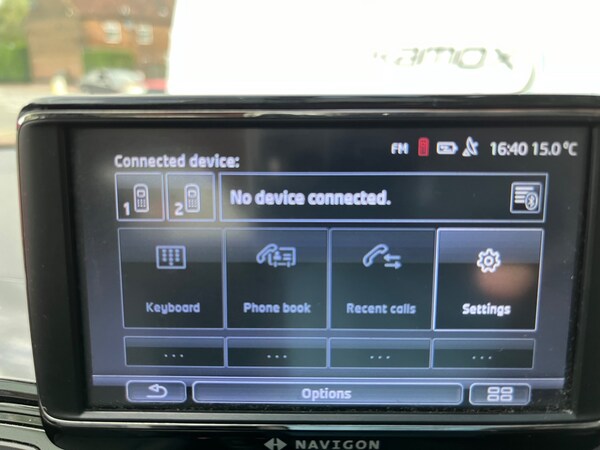 Connected device:
FM 16:40 15.0°C
1 2 No device connected.
Keyboard Phone book Recent calls Settings
... ... ... ...
Options
NAVIGON